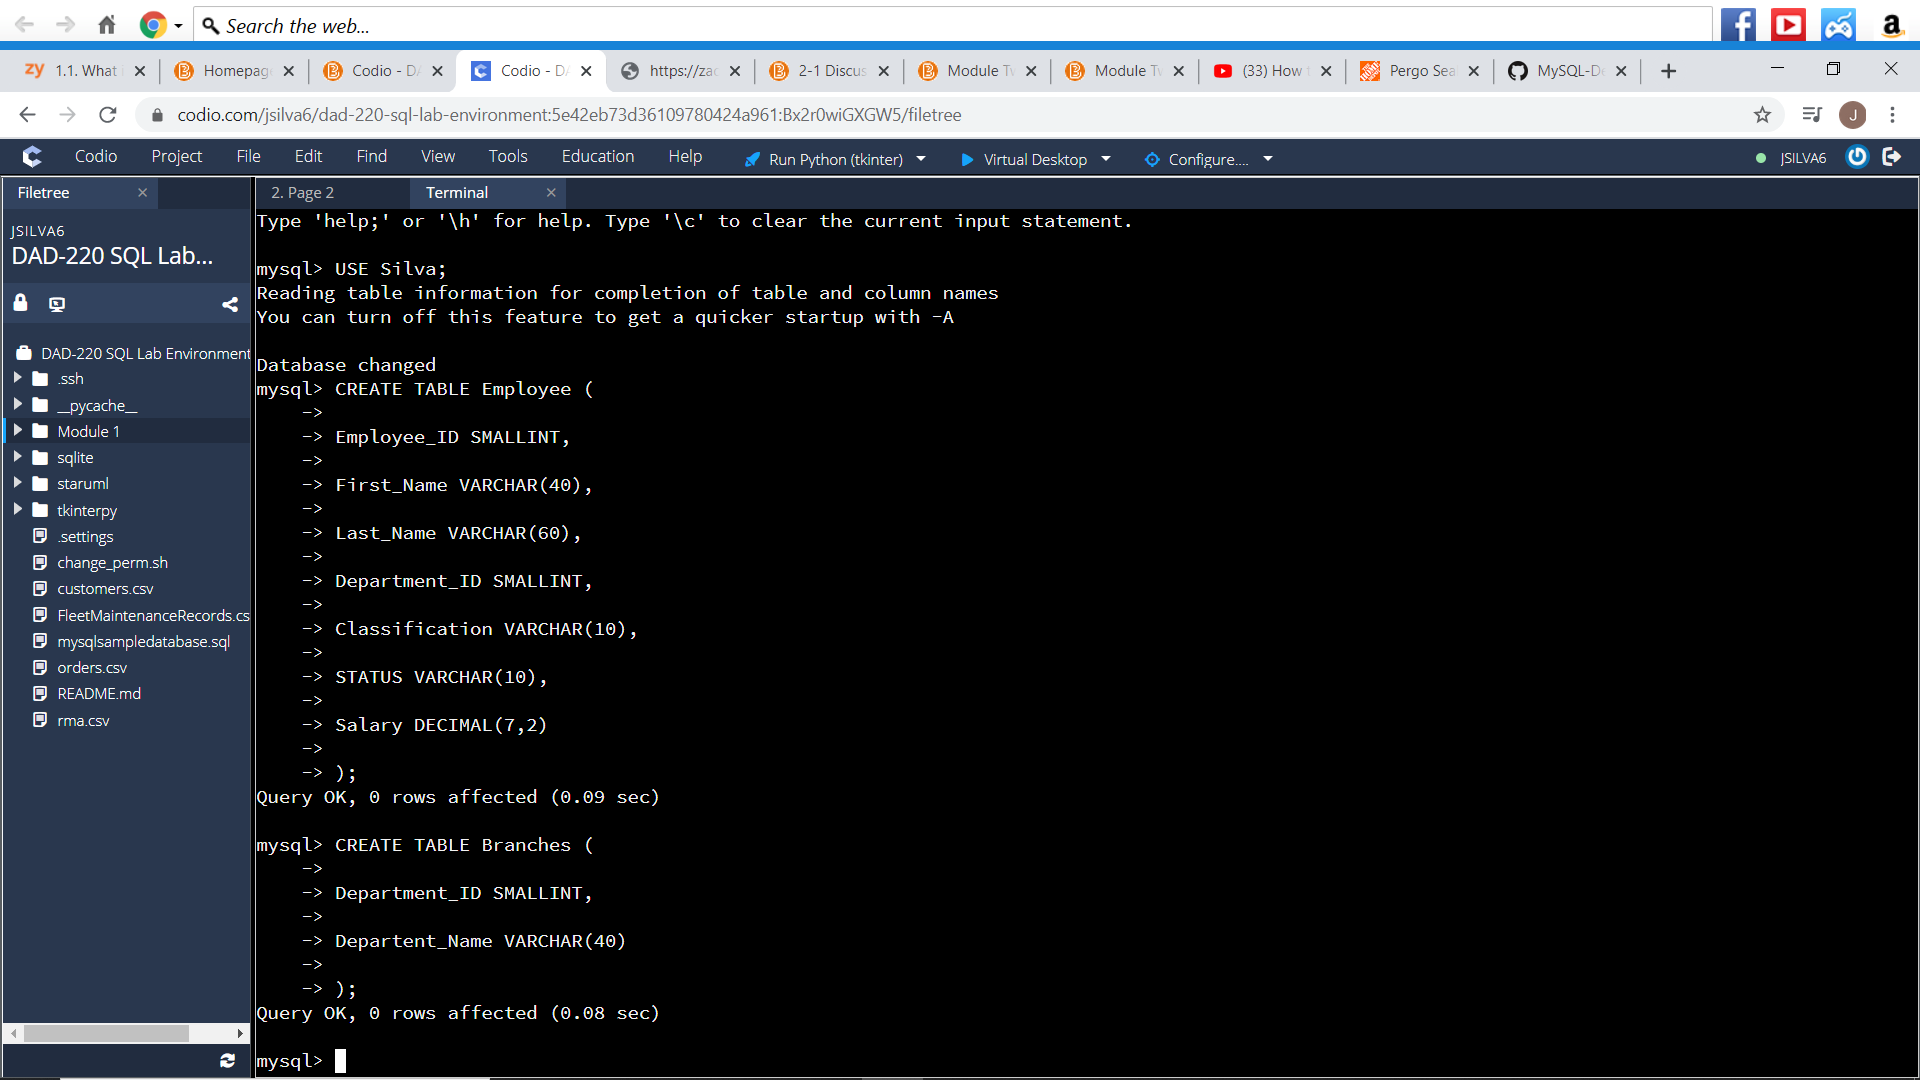 Search the web...
1.1. What
Homepag
Codio - DA
Codio - DA
https://zac
2-1 Discus
Module Tw
Module Tw
(33) How t
Pergo Seal
MySQL-Do
codio.com/jsilva6/dad-220-sql-lab-environment:5e42eb73d36109780424a961:Bx2r0wiGXGW5/filetree
J
Codio Project File Edit Find View Tools Education Help Run Python (tkinter) Virtual Desktop Configure.... JSILVA6
Filetree
2. Page 2
Terminal
JSILVA6
DAD-220 SQL Lab...
DAD-220 SQL Lab Environment
.ssh
__pycache__
Module 1
sqlite
staruml
tkinterpy
.settings
change_perm.sh
customers.csv
FleetMaintenanceRecords.cs
mysqlsampledatabase.sql
orders.csv
README.md
rma.csv
Type 'help;' or '\h' for help. Type '\c' to clear the current input statement.
mysql> USE Silva;
Reading table information for completion of table and column names
You can turn off this feature to get a quicker startup with -A
Database changed
mysql> CREATE TABLE Employee (
->
-> Employee_ID SMALLINT,
->
-> First_Name VARCHAR(40),
->
-> Last_Name VARCHAR(60),
->
-> Department_ID SMALLINT,
->
-> Classification VARCHAR(10),
->
-> STATUS VARCHAR(10),
->
-> Salary DECIMAL(7,2)
->
-> );
Query OK, 0 rows affected (0.09 sec)
mysql> CREATE TABLE Branches (
->
-> Department_ID SMALLINT,
->
-> Departent_Name VARCHAR(40)
->
-> );
Query OK, 0 rows affected (0.08 sec)
mysql>